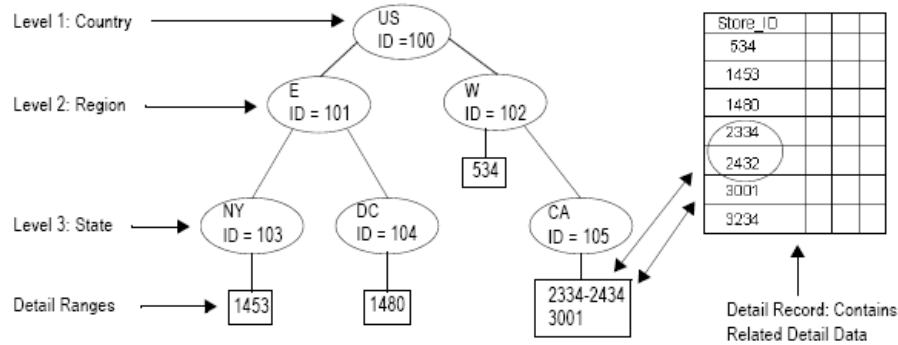 Level 1: Country
US
ID =100
Level 2: Region
E
ID = 101
W
ID = 102
534
Level 3: State
NY
ID = 103
DC
ID = 104
CA
ID = 105
Detail Ranges
1453
1480
2334-2434
3001
Store_ID
534
1453
1480
2334
2432
3001
3234
Detail Record: Contains
Related Detail Data